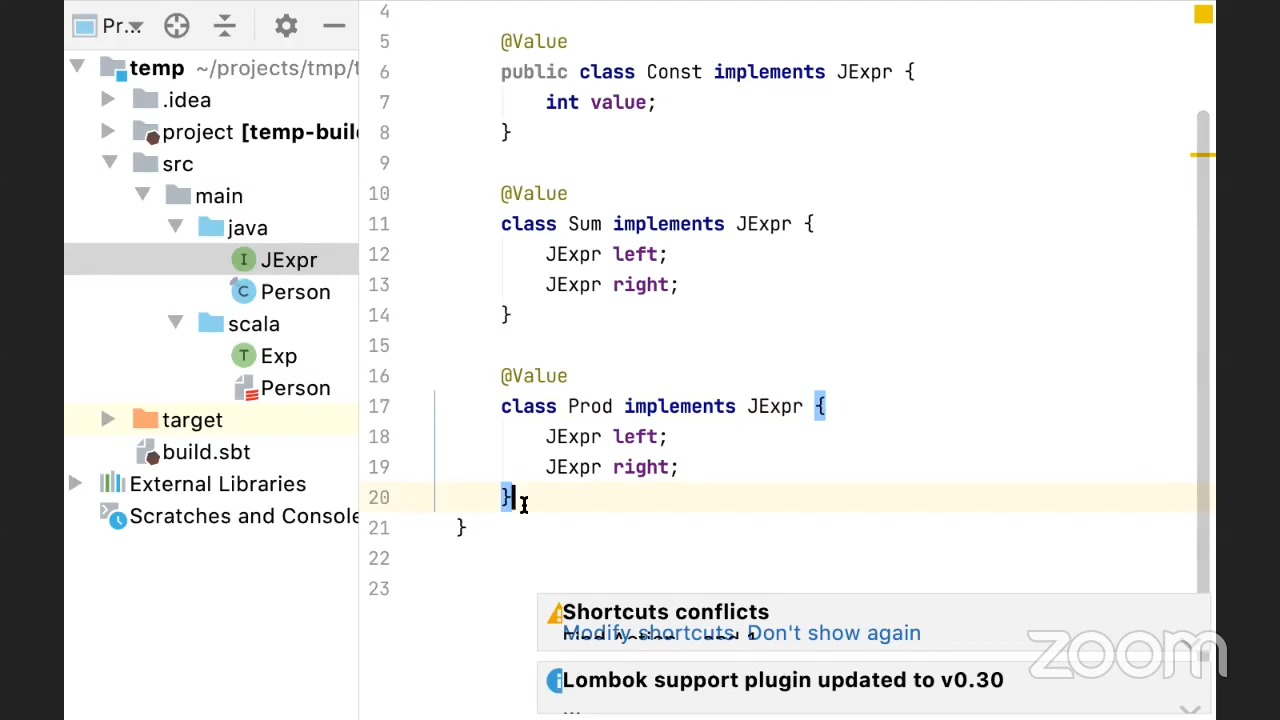 Pr...
temp ~/projects/tmp/t
.idea
project [temp-buil
src
main
java
JExpr
Person
scala
Exp
Person
target
build.sbt
External Libraries
Scratches and Console
4
5 @Value
6 public class Const implements JExpr {
7 int value;
8 }
9
10 @Value
11 class Sum implements JExpr {
12 JExpr left;
13 JExpr right;
14 }
15
16 @Value
17 class Prod implements JExpr {
18 JExpr left;
19 JExpr right;
20 }
21 }
22
23
Shortcuts conflicts
Modify shortcuts Don't show again
Lombok support plugin updated to v0.30
...
zoom